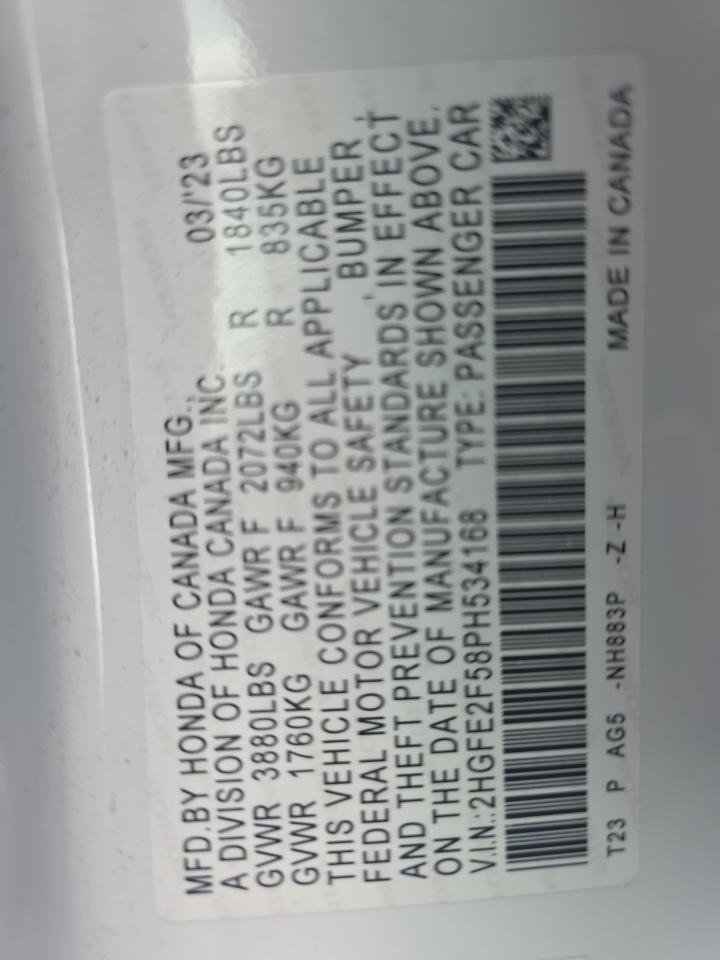 MFD.BY HONDA OF CANADA MFG., 03/'23
A DIVISION OF HONDA CANADA INC.
GVWR 3880LBS GAWR F 2072LBS R 1840LBS
GVWR 1760KG GAWR F 940KG R 835KG
THIS VEHICLE CONFORMS TO ALL APPLICABLE
FEDERAL MOTOR VEHICLE SAFETY , BUMPER ,
AND THEFT PREVENTION STANDARDS IN EFFECT
ON THE DATE OF MANUFACTURE SHOWN ABOVE.
V.I.N.:2HGFE2F58PH534168 TYPE: PASSENGER CAR
T23 P AG5 -NH883P -Z -H MADE IN CANADA